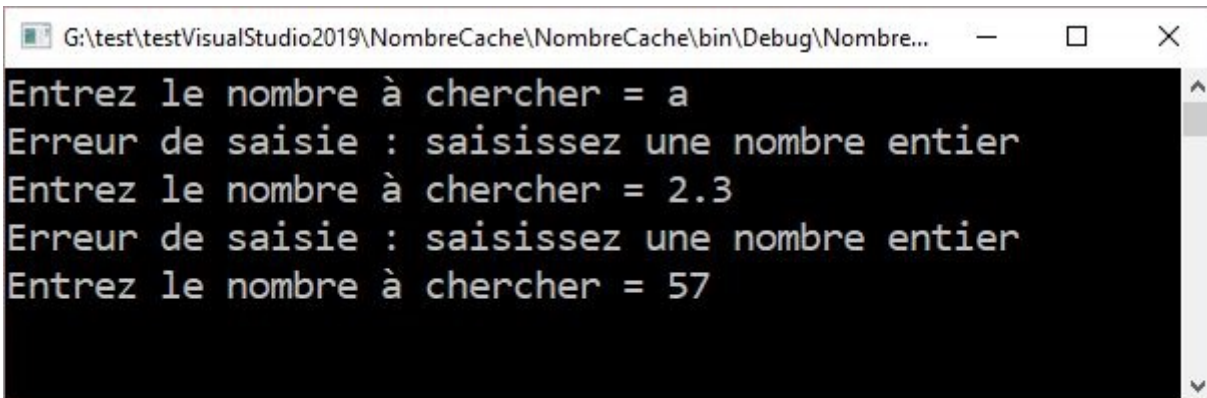 G:\test\testVisualStudio2019\NombreCache\NombreCache\bin\Debug\Nombre...
Entrez le nombre à chercher = a
Erreur de saisie : saisissez une nombre entier
Entrez le nombre à chercher = 2.3
Erreur de saisie : saisissez une nombre entier
Entrez le nombre à chercher = 57